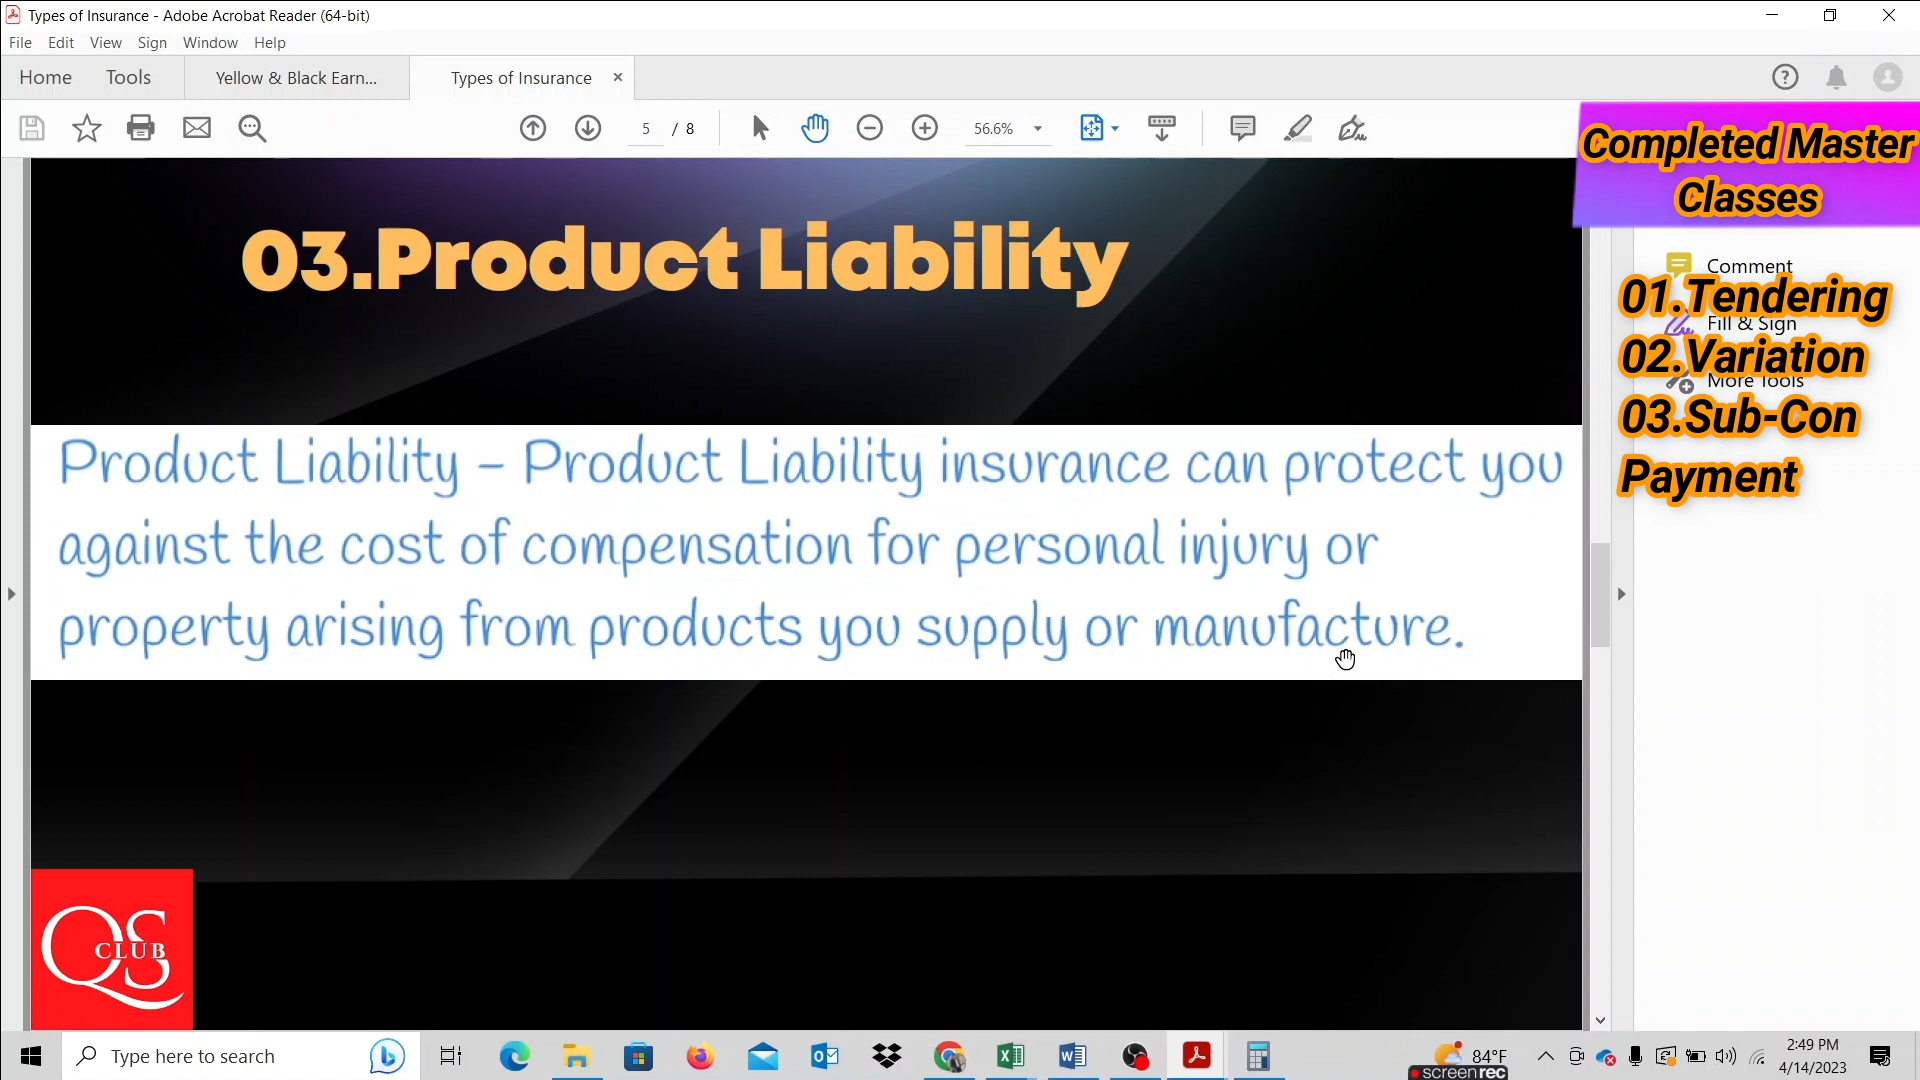 Types of Insurance - Adobe Acrobat Reader (64-bit)
File Edit View Sign Window Help
Home Tools Yellow & Black Earn... Types of Insurance
5 / 8 56.6%
Completed Master
Classes
03.Product Liability
Comment
01.Tendering
Fill & Sign
02.Variation
More Tools
03.Sub-Con
Payment
Product Liability – Product Liability insurance can protect you
against the cost of compensation for personal injury or
property arising from products you supply or manufacture.
QS
CLUB
Type here to search
84°F
screenrec
2:49 PM
4/14/2023